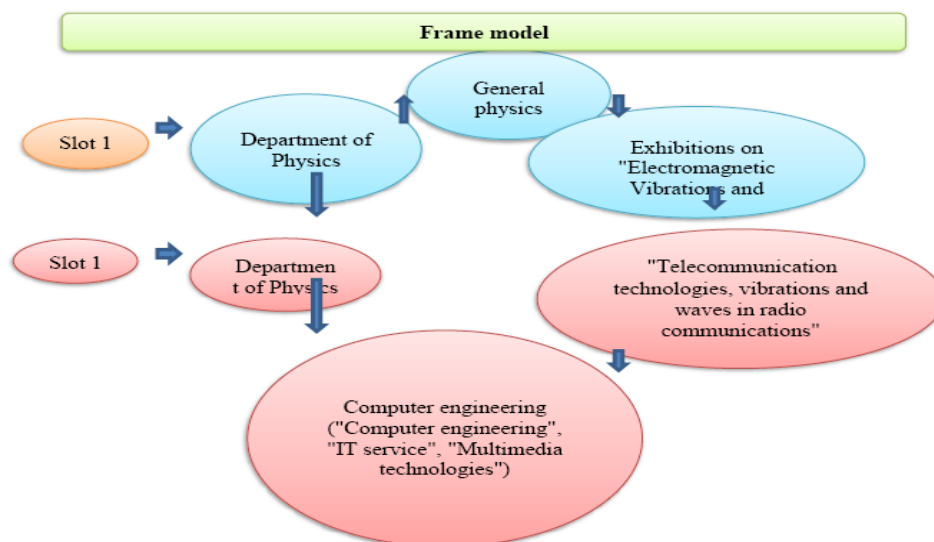 Frame model
General
physics
Slot 1
Department of
Physics
Exhibitions on
"Electromagnetic
Vibrations and
Slot 1
Departmen
t of Physics
"Telecommunication
technologies, vibrations and
waves in radio
communications"
Computer engineering
("Computer engineering",
"IT service", "Multimedia
technologies")